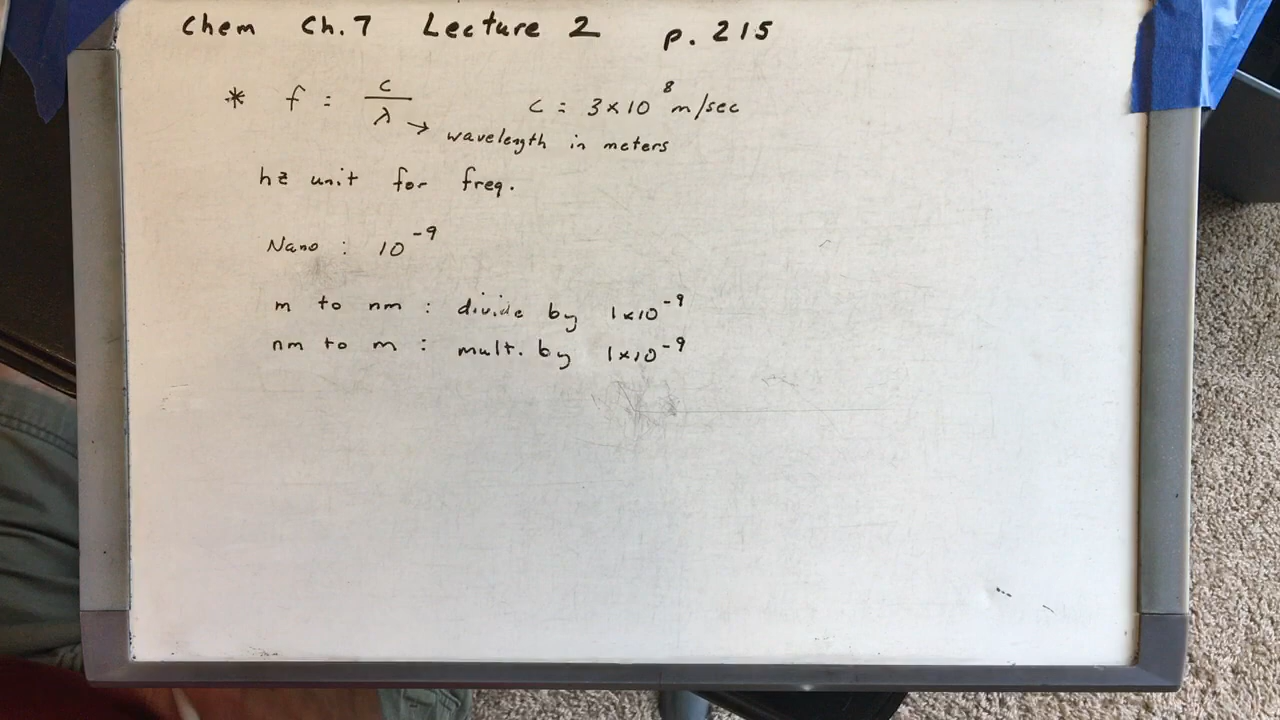 Chem Ch.7 Lecture 2 p. 215
* f = c/λ → wavelength in meters c = 3×10⁸ m/sec
hz unit for freq.
Nano : 10⁻⁹
m to nm : divide by 1×10⁻⁹
nm to m : mult. by 1×10⁻⁹